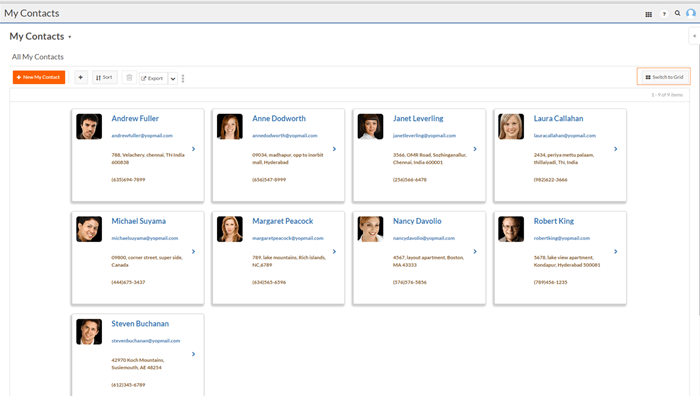 My Contacts
?
My Contacts
All My Contacts
+ New My Contact
+
Sort
Export
Switch to Grid
1 - 9 of 9 items
Andrew Fuller
andrewfuller@yopmail.com
788, Velachery, chennai, TN India
600838
(635)694-7899
Anne Dodworth
annedodworth@yopmail.com
09034, madhapur, opp to inorbit
mall, Hyderabad
(656)547-8999
Janet Leverling
janetleverling@yopmail.com
3566, OMR Road, Sozhinganallur,
Chennai, India 600001
(256)566-6478
Laura Callahan
lauracallahan@yopmail.com
2434, periya mettu palaam,
thillaiyadi, TN, India
(982)622-3666
Michael Suyama
michaelsuyama@yopmail.com
09800, corner street, super side,
Canada
(444)675-3437
Margaret Peacock
margaretpeacock@yopmail.com
789, lake mountains, Rich islands,
NC,6789
(634)565-6596
Nancy Davolio
nancydavolio@yopmail.com
4567, layout apartment, Boston,
MA 43333
(576)576-5856
Robert King
robertking@yopmail.com
5678, lake view apartment,
Kondapur, Hyderabad 500081
(789)456-1235
Steven Buchanan
stevenbuchanan@yopmail.com
42970 Koch Mountains,
Susiemouth, AE 48254
(612)345-6789